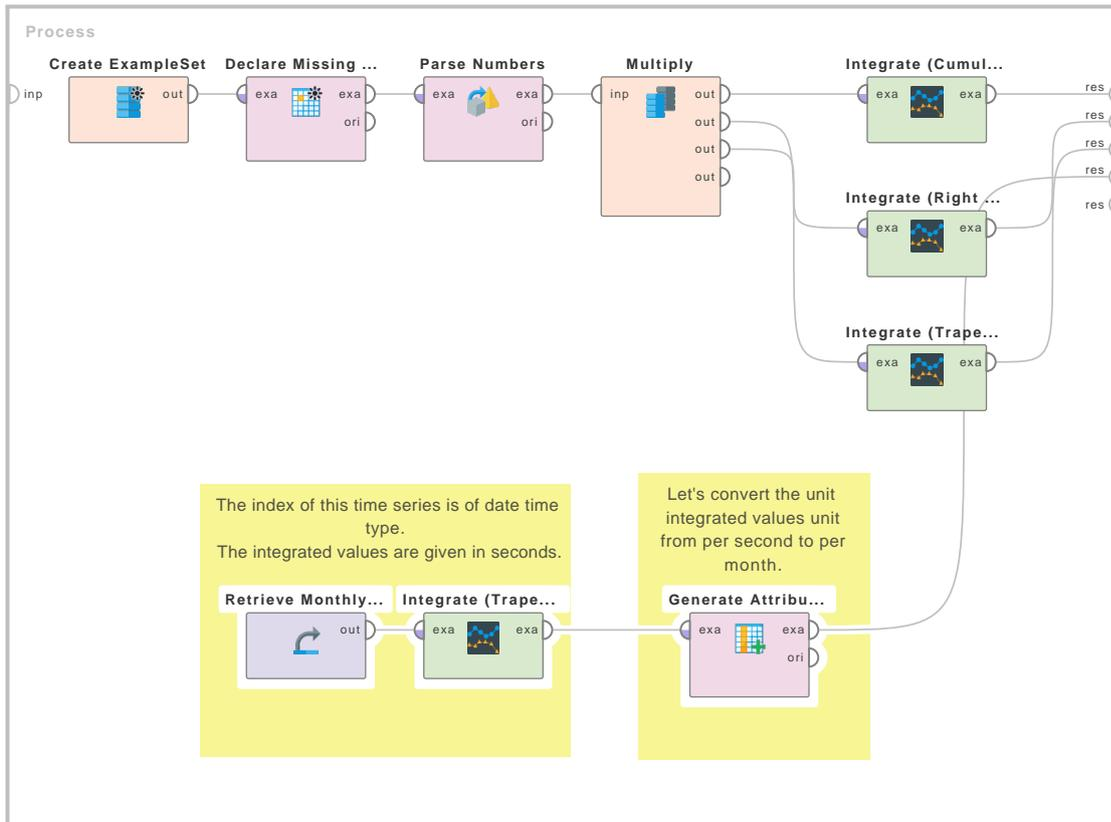 Process
Create ExampleSet
Declare Missing ...
Parse Numbers
Multiply
Integrate (Cumul...
inp
out
exa
exa
ori
exa
exa
ori
inp
out
out
out
out
exa
exa
res
res
res
res
res
Integrate (Right ...
exa
exa
Integrate (Trape...
exa
exa
The index of this time series is of date time
type.
The integrated values are given in seconds.
Let's convert the unit
integrated values unit
from per second to per
month.
Retrieve Monthly...
Integrate (Trape...
Generate Attribu...
out
exa
exa
exa
exa
ori